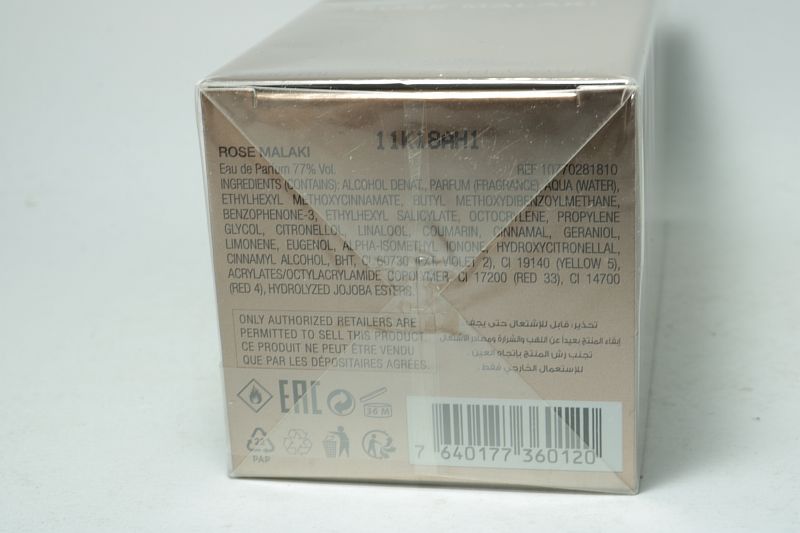 ROSE MALAKI
11K18AH1
ROSE MALAKI
Eau de Parfum 77% Vol. REF 10770281810
INGREDIENTS (CONTAINS): ALCOHOL DENAT., PARFUM (FRAGRANCE), AQUA (WATER),
ETHYLHEXYL METHOXYCINNAMATE, BUTYL METHOXYDIBENZOYLMETHANE,
BENZOPHENONE-3, ETHYLHEXYL SALICYLATE, OCTOCRYLENE, PROPYLENE
GLYCOL, CITRONELLOL, LINALOOL, COUMARIN, CINNAMAL, GERANIOL,
LIMONENE, EUGENOL, ALPHA-ISOMETHYL IONONE, HYDROXYCITRONELLAL,
CINNAMYL ALCOHOL, BHT, CI 60730 (EXT. VIOLET 2), CI 19140 (YELLOW 5),
ACRYLATES/OCTYLACRYLAMIDE COPOLYMER, CI 17200 (RED 33), CI 14700
(RED 4), HYDROLYZED JOJOBA ESTERS.
ONLY AUTHORIZED RETAILERS ARE
PERMITTED TO SELL THIS PRODUCT.
CE PRODUIT NE PEUT ÊTRE VENDU
QUE PAR LES DÉPOSITAIRES AGRÉÉS.
تحذير، قابل للإشتعال حتى يجف،
إبقاء المنتج بعيدا عن اللهب والشرارة ومصادر الاشتعال
تجنب رش المنتج بإتجاه العين.
للإستعمال الخارجي فقط.
EAC
36 M
22
PAP
7 640177 360120